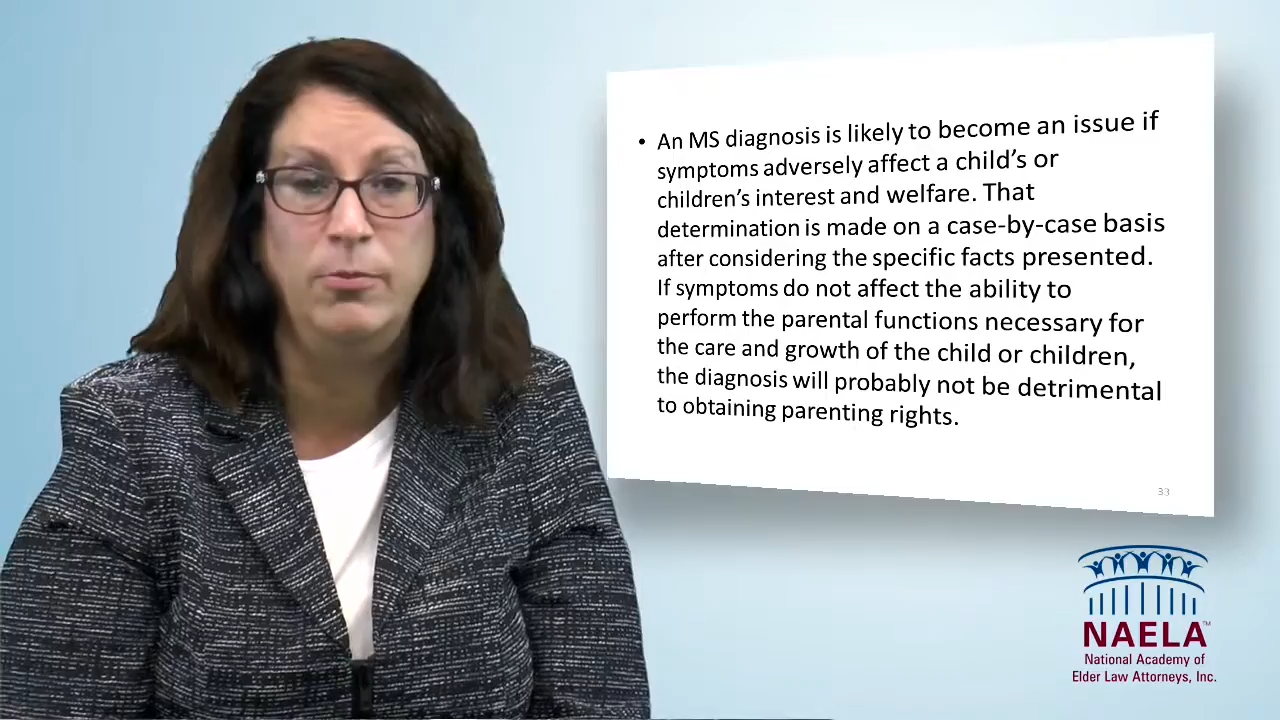 • An MS diagnosis is likely to become an issue if
symptoms adversely affect a child's or
children's interest and welfare. That
determination is made on a case-by-case basis
after considering the specific facts presented.
If symptoms do not affect the ability to
perform the parental functions necessary for
the care and growth of the child or children,
the diagnosis will probably not be detrimental
to obtaining parenting rights.
33
NAELA™
National Academy of
Elder Law Attorneys, Inc.